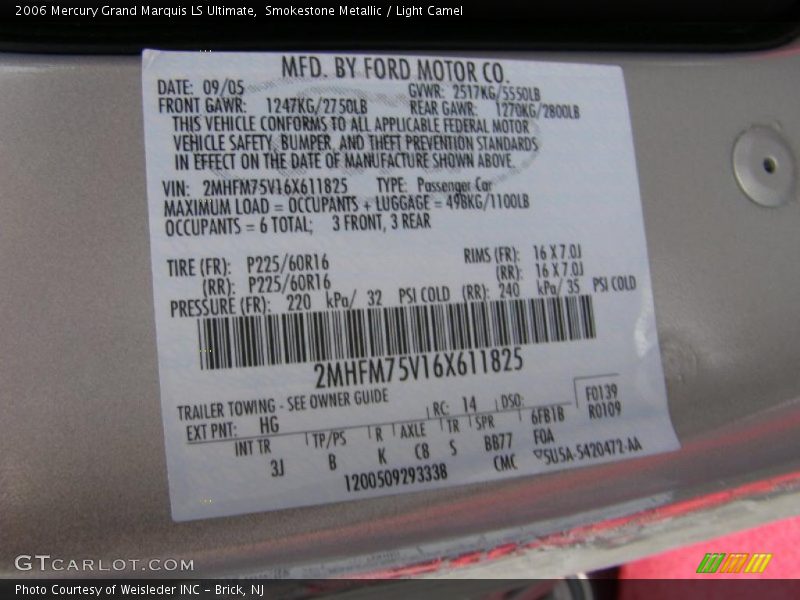 2006 Mercury Grand Marquis LS Ultimate,  Smokestone Metallic / Light Camel
MFD. BY FORD MOTOR CO.
DATE: 09/05 GVWR: 2517KG/5550LB
FRONT GAWR: 1247KG/2750LB REAR GAWR: 1270KG/2800LB
THIS VEHICLE CONFORMS TO ALL APPLICABLE FEDERAL MOTOR
VEHICLE SAFETY, BUMPER, AND THEFT PREVENTION STANDARDS
IN EFFECT ON THE DATE OF MANUFACTURE SHOWN ABOVE.
VIN: 2MHFM75V16X611825 TYPE: Passenger Car
MAXIMUM LOAD = OCCUPANTS + LUGGAGE = 498KG/1100LB
OCCUPANTS = 6 TOTAL; 3 FRONT, 3 REAR
TIRE (FR): P225/60R16 RIMS (FR): 16 X 7.0J
(RR): P225/60R16 (RR): 16 X 7.0J
PRESSURE (FR): 220 kPa/ 32 PSI COLD (RR): 240 kPa/ 35 PSI COLD
2MHFM75V16X611825
TRAILER TOWING - SEE OWNER GUIDE
EXT PNT: HG RC: 14 DSO: F0139
R0109
INT TR TP/PS R AXLE TR SPR 6FB1B
3J B K C8 S BB77 FOA
1200509293338 CMC 5U5A-5420472-AA
GTCARLOT.COM
Photo Courtesy of Weisleder INC – Brick, NJ